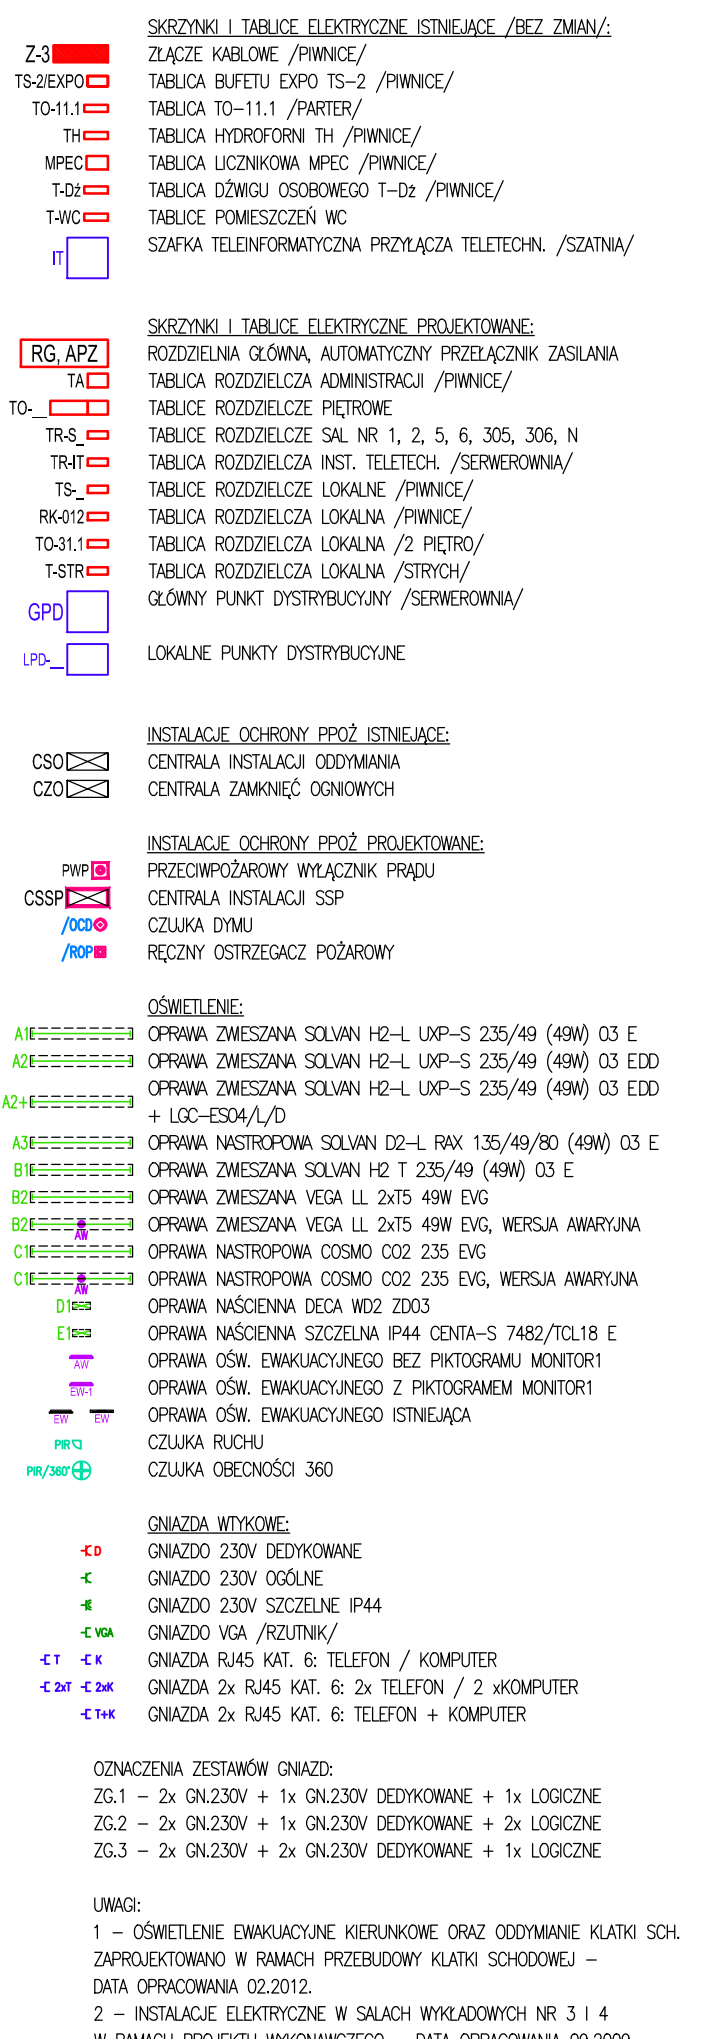 SKRZYNKI I TABLICE ELEKTRYCZNE ISTNIEJĄCE /BEZ ZMIAN/:
Z-3 ZŁĄCZE KABLOWE /PIWNICE/
TS-2/EXPO TABLICA BUFETU EXPO TS-2 /PIWNICE/
TO-11.1 TABLICA TO-11.1 /PARTER/
TH TABLICA HYDROFORNI TH /PIWNICE/
MPEC TABLICA LICZNIKOWA MPEC /PIWNICE/
T-Dź TABLICA DŹWIGU OSOBOWEGO T-Dź /PIWNICE/
T-WC TABLICE POMIESZCZEŃ WC
IT SZAFKA TELEINFORMATYCZNA PRZYŁĄCZA TELETECHN. /SZATNIA/
SKRZYNKI I TABLICE ELEKTRYCZNE PROJEKTOWANE:
RG, APZ ROZDZIELNIA GŁÓWNA, AUTOMATYCZNY PRZEŁĄCZNIK ZASILANIA
TA TABLICA ROZDZIELCZA ADMINISTRACJI /PIWNICE/
TO-__ TABLICE ROZDZIELCZE PIĘTROWE
TR-S_ TABLICE ROZDZIELCZE SAL NR 1, 2, 5, 6, 305, 306, N
TR-IT TABLICA ROZDZIELCZA INST. TELETECH. /SERWEROWNIA/
TS-_ TABLICE ROZDZIELCZE LOKALNE /PIWNICE/
RK-012 TABLICA ROZDZIELCZA LOKALNA /PIWNICE/
TO-31.1 TABLICA ROZDZIELCZA LOKALNA /2 PIĘTRO/
T-STR TABLICA ROZDZIELCZA LOKALNA /STRYCH/
GPD GŁÓWNY PUNKT DYSTRYBUCYJNY /SERWEROWNIA/
LPD-__ LOKALNE PUNKTY DYSTRYBUCYJNE
INSTALACJE OCHRONY PPOŻ ISTNIEJĄCE:
CSO CENTRALA INSTALACJI ODDYMIANIA
CZO CENTRALA ZAMKNIĘĆ OGNIOWYCH
INSTALACJE OCHRONY PPOŻ PROJEKTOWANE:
PWP PRZECIWPOŻAROWY WYŁĄCZNIK PRĄDU
CSSP CENTRALA INSTALACJI SSP
/OCD CZUJKA DYMU
/ROP RĘCZNY OSTRZEGACZ POŻAROWY
OŚWIETLENIE:
A1 OPRAWA ZWIESZANA SOLVAN H2-L UXP-S 235/49 (49W) 03 E
A2 OPRAWA ZWIESZANA SOLVAN H2-L UXP-S 235/49 (49W) 03 EDD
A2+ OPRAWA ZWIESZANA SOLVAN H2-L UXP-S 235/49 (49W) 03 EDD
+ LGC-ES04/L/D
A3 OPRAWA NASTROPOWA SOLVAN D2-L RAX 135/49/80 (49W) 03 E
B1 OPRAWA ZWIESZANA SOLVAN H2 T 235/49 (49W) 03 E
B2 OPRAWA ZWIESZANA VEGA LL 2xT5 49W EVG
B2 AW OPRAWA ZWIESZANA VEGA LL 2xT5 49W EVG, WERSJA AWARYJNA
C1 OPRAWA NASTROPOWA COSMO CO2 235 EVG
C1 AW OPRAWA NASTROPOWA COSMO CO2 235 EVG, WERSJA AWARYJNA
D1 OPRAWA NAŚCIENNA DECA WD2 ZD03
E1 OPRAWA NAŚCIENNA SZCZELNA IP44 CENTA-S 7482/TCL18 E
AW OPRAWA OŚW. EWAKUACYJNEGO BEZ PIKTOGRAMU MONITOR1
EW-1 OPRAWA OŚW. EWAKUACYJNEGO Z PIKTOGRAMEM MONITOR1
EW EW OPRAWA OŚW. EWAKUACYJNEGO ISTNIEJĄCA
PIR CZUJKA RUCHU
PIR/360° CZUJKA OBECNOŚCI 360
GNIAZDA WTYKOWE:
D GNIAZDO 230V DEDYKOWANE
GNIAZDO 230V OGÓLNE
GNIAZDO 230V SZCZELNE IP44
VGA GNIAZDO VGA /RZUTNIK/
T K GNIAZDA RJ45 KAT. 6: TELEFON / KOMPUTER
2xT 2xK GNIAZDA 2x RJ45 KAT. 6: 2x TELEFON / 2 xKOMPUTER
T+K GNIAZDA 2x RJ45 KAT. 6: TELEFON + KOMPUTER
OZNACZENIA ZESTAWÓW GNIAZD:
ZG.1 - 2x GN.230V + 1x GN.230V DEDYKOWANE + 1x LOGICZNE
ZG.2 - 2x GN.230V + 1x GN.230V DEDYKOWANE + 2x LOGICZNE
ZG.3 - 2x GN.230V + 2x GN.230V DEDYKOWANE + 1x LOGICZNE
UWAGI:
1 - OŚWIETLENIE EWAKUACYJNE KIERUNKOWE ORAZ ODDYMIANIE KLATKI SCH.
ZAPROJEKTOWANO W RAMACH PRZEBUDOWY KLATKI SCHODOWEJ -
DATA OPRACOWANIA 02.2012.
2 - INSTALACJE ELEKTRYCZNE W SALACH WYKŁADOWYCH NR 3 I 4
W RAMACH PROJEKTU WYKONAWCZEGO - DATA OPRACOWANIA